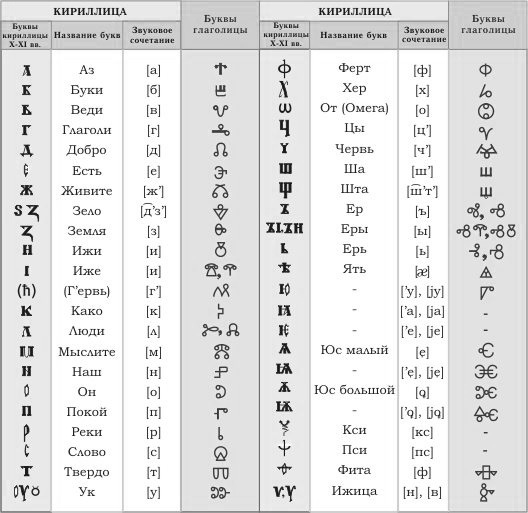 КИРИЛЛИЦА
Буквы кириллицы X-XI вв. Название букв Звуковое сочетание Буквы глаголицы
А Аз [а] Ⰰ
Б Буки [б] Ⰱ
В Веди [в] Ⰲ
Г Глаголи [г] Ⰳ
Д Добро [д] Ⰴ
Є Есть [е] Ⰵ
Ж Живите [ж’] Ⰶ
Ѕ Ꙁ Зело [д͡’з’] Ⰷ
Ꙁ Земля [з] Ⰸ
Н Ижи [и] Ⰹ
І Иже [и] Ⰻ, Ⰺ
(ћ) (Г’ервь) [г’] Ⰼ
К Како [к] Ⰽ
Л Люди [л] Ⰾ
М Мыслите [м] Ⰿ
Н Наш [н] Ⱀ
О Он [о] Ⱁ
П Покой [п] Ⱂ
Р Реки [р] Ⱃ
С Слово [с] Ⱄ
Т Твердо [т] Ⱅ
ОУ Ȣ Ук [у] Ⱆ
КИРИЛЛИЦА
Буквы кириллицы X-XI вв. Название букв Звуковое сочетание Буквы глаголицы
Ф Ферт [ф] Ⱇ
Х Хер [х] Ⱈ
Ѡ От (Омега) [о] Ⱉ
Ц Цы [ц’] Ⱌ
Ч Червь [ч’] Ⱍ
Ш Ша [ш’] Ⱎ
Щ Шта [ш͡’т’] Ⱋ
Ъ Ер [ъ]
ЪІ. ЪН Еры [ы]
Ь Ерь [ь]
Ѣ Ять [æ] Ⱑ
Ю - [’у], [jу] Ⱓ
Ꙗ - [’а], [jа] -
Ѥ - [’е], [jе] -
Ѧ Юс малый [ę] Ⱔ
Ѩ - [’ę], [ję] Ⱗ
Ѫ Юс большой [ǫ] Ⱘ
Ѭ - [’ǫ], [jǫ] Ⱙ
Ѯ Кси [кс] -
Ѱ Пси [пс] -
Ѳ Фита [ф] Ⱚ
Ѵ, Ѵ Ижица [н], [в] Ⱛ